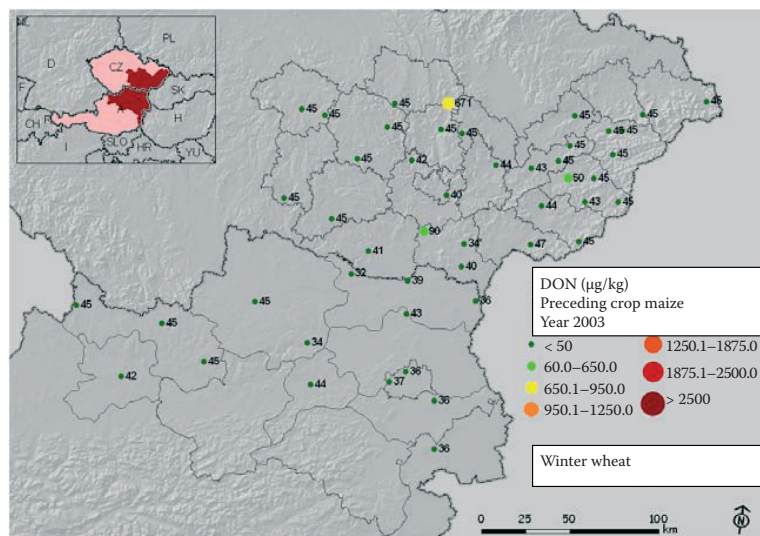 PL
D
CZ
F
SK
A
H
CH
R
I
SLO
HR
YU
45
671
45
45
45
45
45
45
45
45
45
45
45
45
42
44
43
45
45
50
45
45
40
44
43
45
45
90
41
34
47
45
40
32
39
45
45
43
36
45
34
45
42
44
36
37
36
36
DON (µg/kg)
Preceding crop maize
Year 2003
< 50
60.0–650.0
650.1–950.0
950.1–1250.0
1250.1–1875.0
1875.1–2500.0
> 2500
Winter wheat
0 25 50 100
km
N